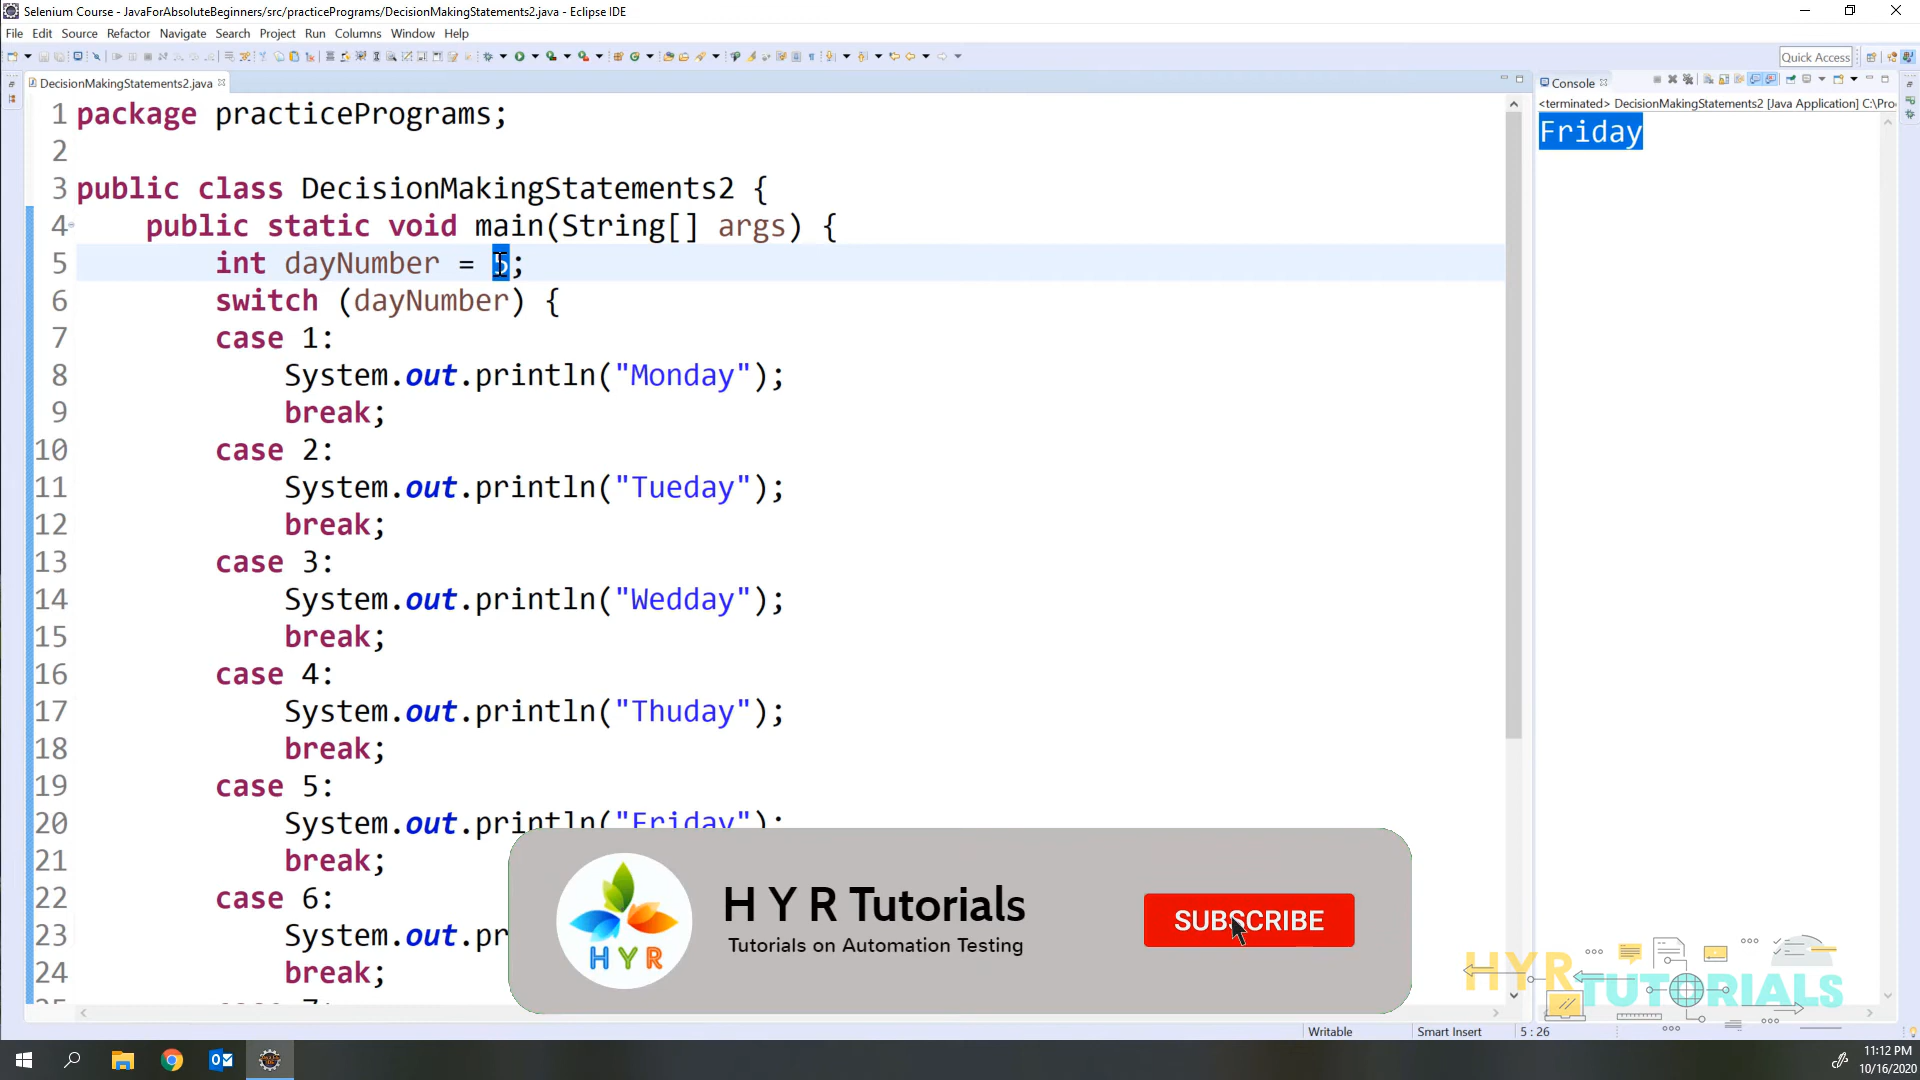 Selenium Course - JavaForAbsoluteBeginners/src/practicePrograms/DecisionMakingStatements2.java - Eclipse IDE
File Edit Source Refactor Navigate Search Project Run Columns Window Help
Quick Access
DecisionMakingStatements2.java
Console
<terminated> DecisionMakingStatements2 [Java Application] C:\Pro
Friday
1 package practicePrograms;
2
3 public class DecisionMakingStatements2 {
4 public static void main(String[] args) {
5 int dayNumber = 5;
6 switch (dayNumber) {
7 case 1:
8 System.out.println("Monday");
9 break;
10 case 2:
11 System.out.println("Tueday");
12 break;
13 case 3:
14 System.out.println("Wedday");
15 break;
16 case 4:
17 System.out.println("Thuday");
18 break;
19 case 5:
20 System.out.println("Friday");
21 break;
22 case 6:
23 System.out.pr
24 break;
H Y R Tutorials
Tutorials on Automation Testing
HYR
SUBSCRIBE
HYR TUTORIALS
Writable Smart Insert 5 : 26
11:12 PM
10/16/2020